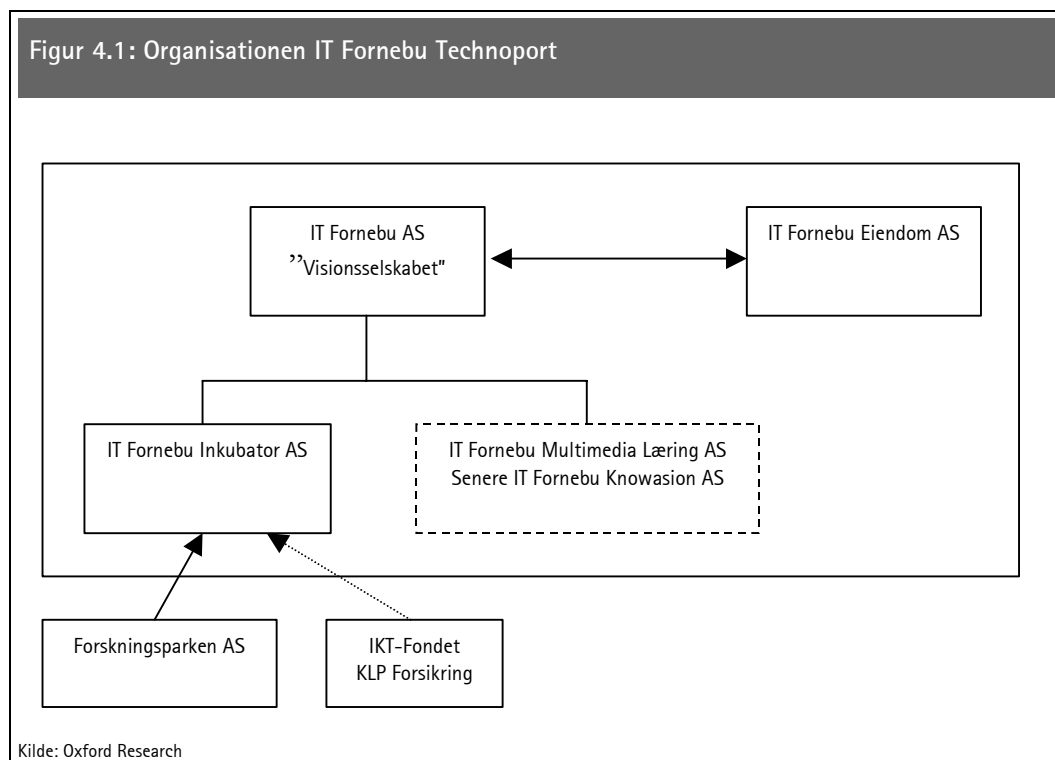 Figur 4.1: Organisationen IT Fornebu Technoport
IT Fornebu AS
”Visionsselskabet”
IT Fornebu Eiendom AS
IT Fornebu Inkubator AS
IT Fornebu Multimedia Læring AS
Senere IT Fornebu Knowasion AS
Forskningsparken AS
IKT-Fondet
KLP Forsikring
Kilde: Oxford Research